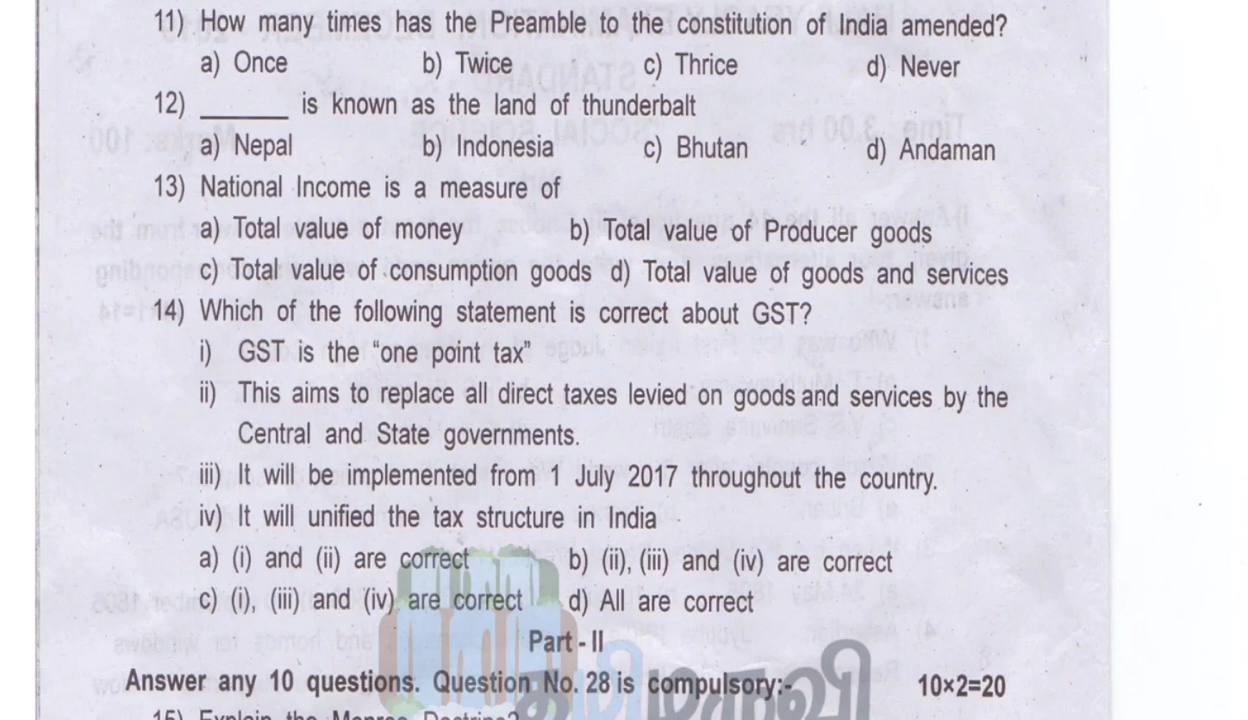 11) How many times has the Preamble to the constitution of India amended?
a) Once b) Twice c) Thrice d) Never
12) ________ is known as the land of thunderbalt
a) Nepal b) Indonesia c) Bhutan d) Andaman
13) National Income is a measure of
a) Total value of money b) Total value of Producer goods
c) Total value of consumption goods d) Total value of goods and services
14) Which of the following statement is correct about GST?
i) GST is the “one point tax”
ii) This aims to replace all direct taxes levied on goods and services by the
Central and State governments.
iii) It will be implemented from 1 July 2017 throughout the country.
iv) It will unified the tax structure in India
a) (i) and (ii) are correct b) (ii), (iii) and (iv) are correct
c) (i), (iii) and (iv) are correct d) All are correct
Part - II
Answer any 10 questions. Question No. 28 is compulsory:- 10×2=20
15) Explain the Monroe Doctrine?